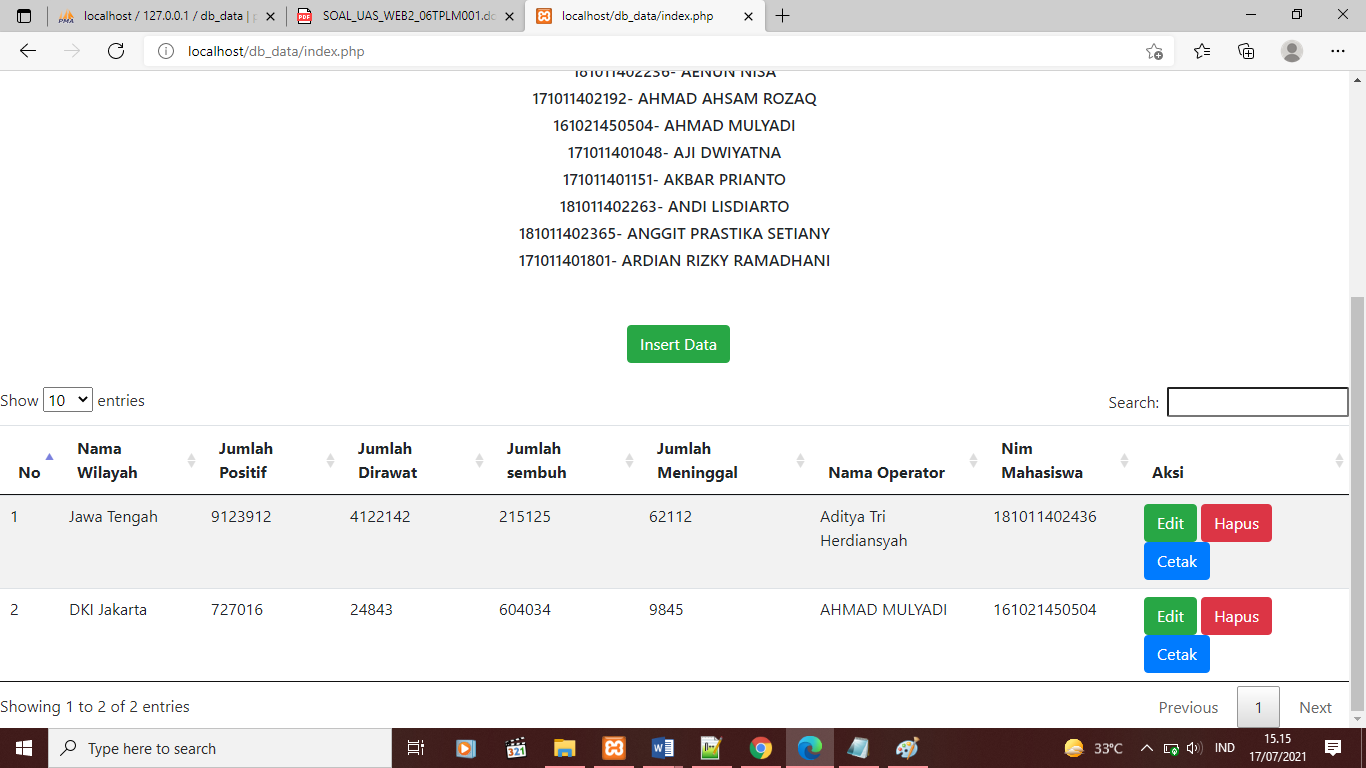 localhost / 127.0.0.1 / db_data | p
SOAL_UAS_WEB2_06TPLM001.do
localhost/db_data/index.php
localhost/db_data/index.php
181011402236- AENUN NISA
171011402192- AHMAD AHSAM ROZAQ
161021450504- AHMAD MULYADI
171011401048- AJI DWIYATNA
171011401151- AKBAR PRIANTO
181011402263- ANDI LISDIARTO
181011402365- ANGGIT PRASTIKA SETIANY
171011401801- ARDIAN RIZKY RAMADHANI
Insert Data
Show 10 entries
Search:
No Nama Wilayah Jumlah Positif Jumlah Dirawat Jumlah sembuh Jumlah Meninggal Nama Operator Nim Mahasiswa Aksi
1 Jawa Tengah 9123912 4122142 215125 62112 Aditya Tri Herdiansyah 181011402436 Edit Hapus
Cetak
2 DKI Jakarta 727016 24843 604034 9845 AHMAD MULYADI 161021450504 Edit Hapus
Cetak
Showing 1 to 2 of 2 entries
Previous 1 Next
Type here to search
33°C
IND
15.15
17/07/2021